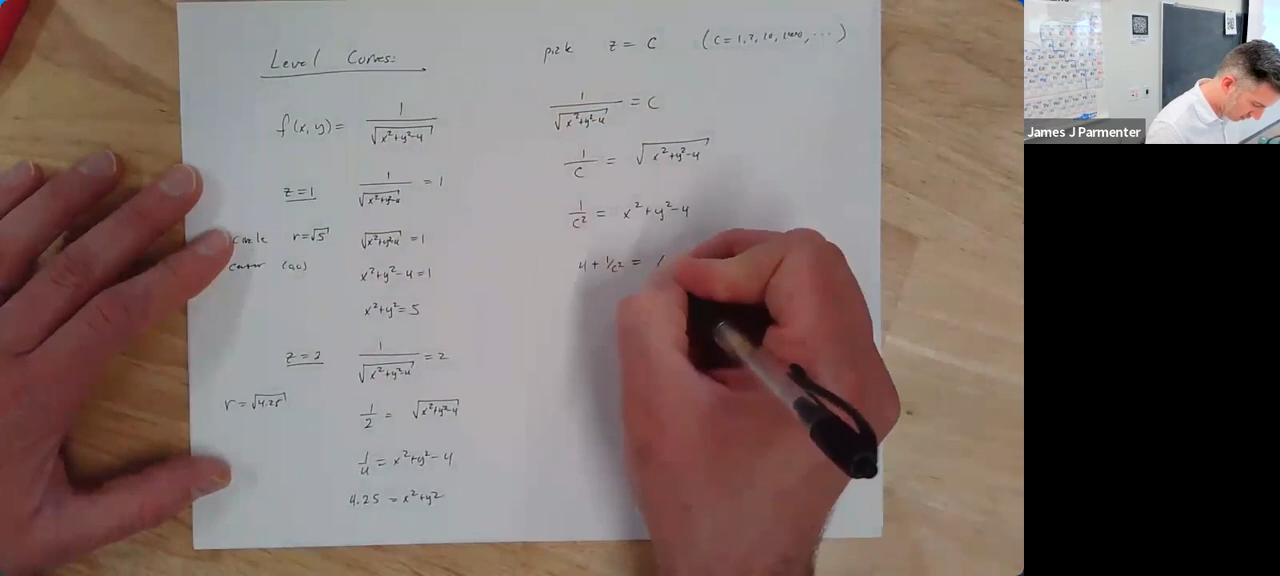 Level Curves:
f(x,y) = 1/√(x²+y²-4)
z=1   1/√(x²+y²-4) = 1
circle r=√5   √(x²+y²-4) = 1
center   x²+y²-4=1
x²+y²=5
z=2   1/√(x²+y²-4) = 2
r=√4.25   1/2 = √(x²+y²-4)
1/4 = x²+y²-4
4.25 = x²+y²
pick z = C (C=1,2,10, 1000, ...)
1/√(x²+y²-4) = C
1/C = √(x²+y²-4)
1/C² = x²+y²-4
4 + 1/C² =
James J Parmenter